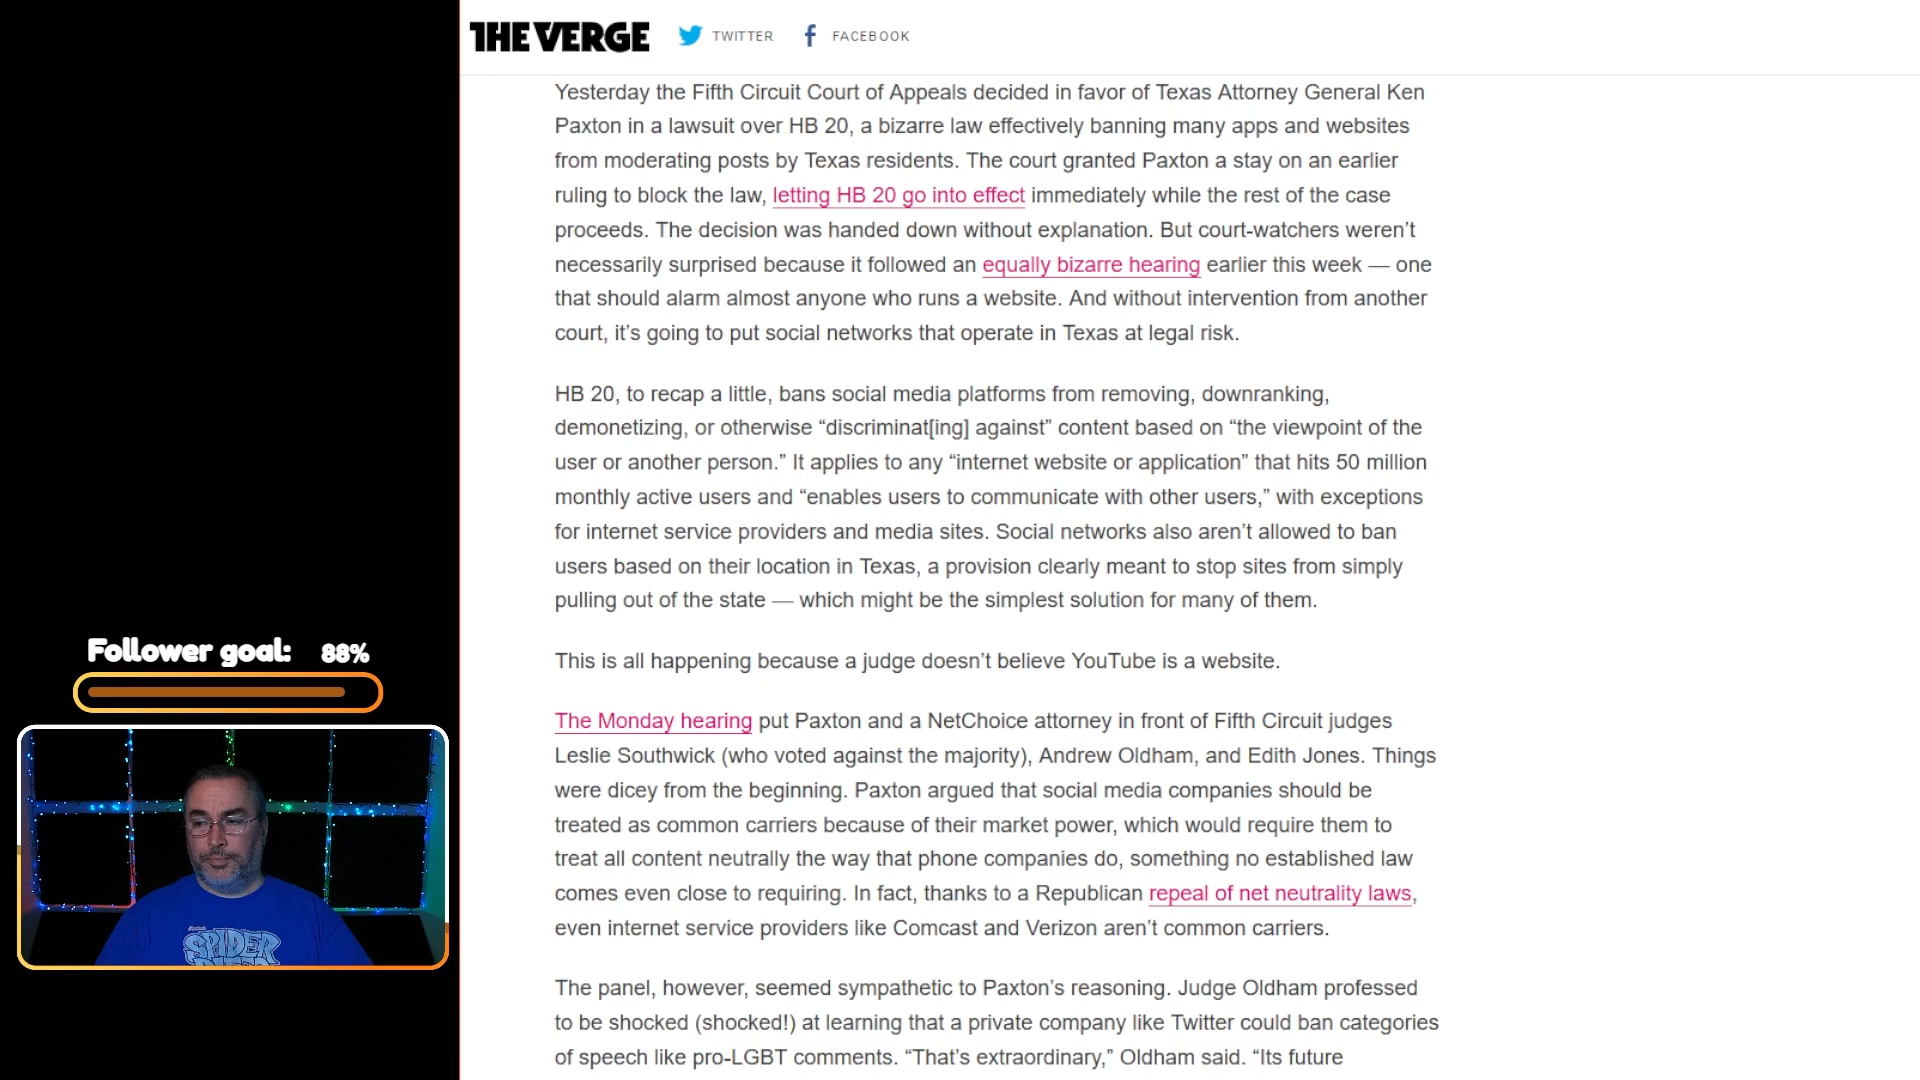 THE VERGE
TWITTER
FACEBOOK
Yesterday the Fifth Circuit Court of Appeals decided in favor of Texas Attorney General Ken
Paxton in a lawsuit over HB 20, a bizarre law effectively banning many apps and websites
from moderating posts by Texas residents. The court granted Paxton a stay on an earlier
ruling to block the law, letting HB 20 go into effect immediately while the rest of the case
proceeds. The decision was handed down without explanation. But court-watchers weren’t
necessarily surprised because it followed an equally bizarre hearing earlier this week — one
that should alarm almost anyone who runs a website. And without intervention from another
court, it’s going to put social networks that operate in Texas at legal risk.
HB 20, to recap a little, bans social media platforms from removing, downranking,
demonetizing, or otherwise “discriminat[ing] against” content based on “the viewpoint of the
user or another person.” It applies to any “internet website or application” that hits 50 million
monthly active users and “enables users to communicate with other users,” with exceptions
for internet service providers and media sites. Social networks also aren’t allowed to ban
users based on their location in Texas, a provision clearly meant to stop sites from simply
pulling out of the state — which might be the simplest solution for many of them.
This is all happening because a judge doesn’t believe YouTube is a website.
The Monday hearing put Paxton and a NetChoice attorney in front of Fifth Circuit judges
Leslie Southwick (who voted against the majority), Andrew Oldham, and Edith Jones. Things
were dicey from the beginning. Paxton argued that social media companies should be
treated as common carriers because of their market power, which would require them to
treat all content neutrally the way that phone companies do, something no established law
comes even close to requiring. In fact, thanks to a Republican repeal of net neutrality laws,
even internet service providers like Comcast and Verizon aren’t common carriers.
The panel, however, seemed sympathetic to Paxton’s reasoning. Judge Oldham professed
to be shocked (shocked!) at learning that a private company like Twitter could ban categories
of speech like pro-LGBT comments. “That’s extraordinary,” Oldham said. “Its future
Follower goal: 88%
SPIDER